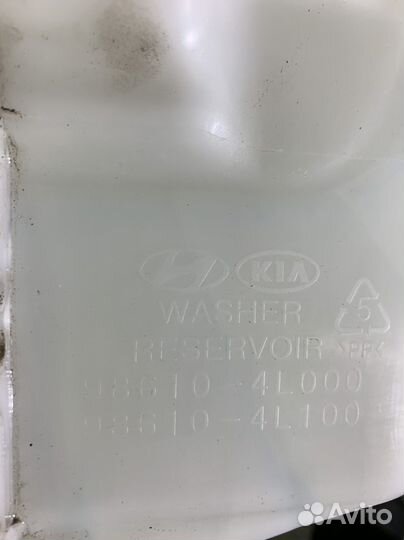 KIA
WASHER
5
RESERVOIR >PP<
98610-4L000
98610-4L100
Avito